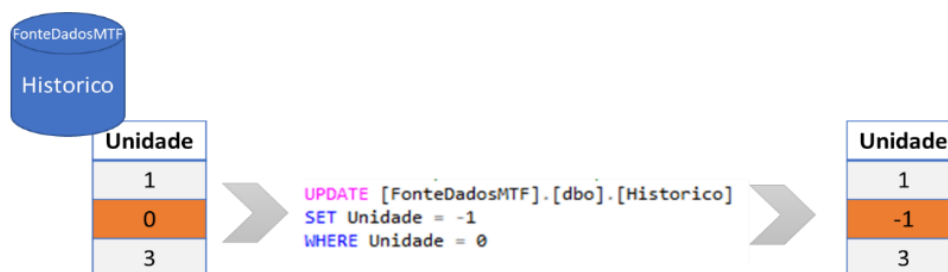 FonteDadosMTF
Historico
Unidade
1
0
3
UPDATE [FonteDadosMTF].[dbo].[Historico]
SET Unidade = -1
WHERE Unidade = 0
Unidade
1
-1
3